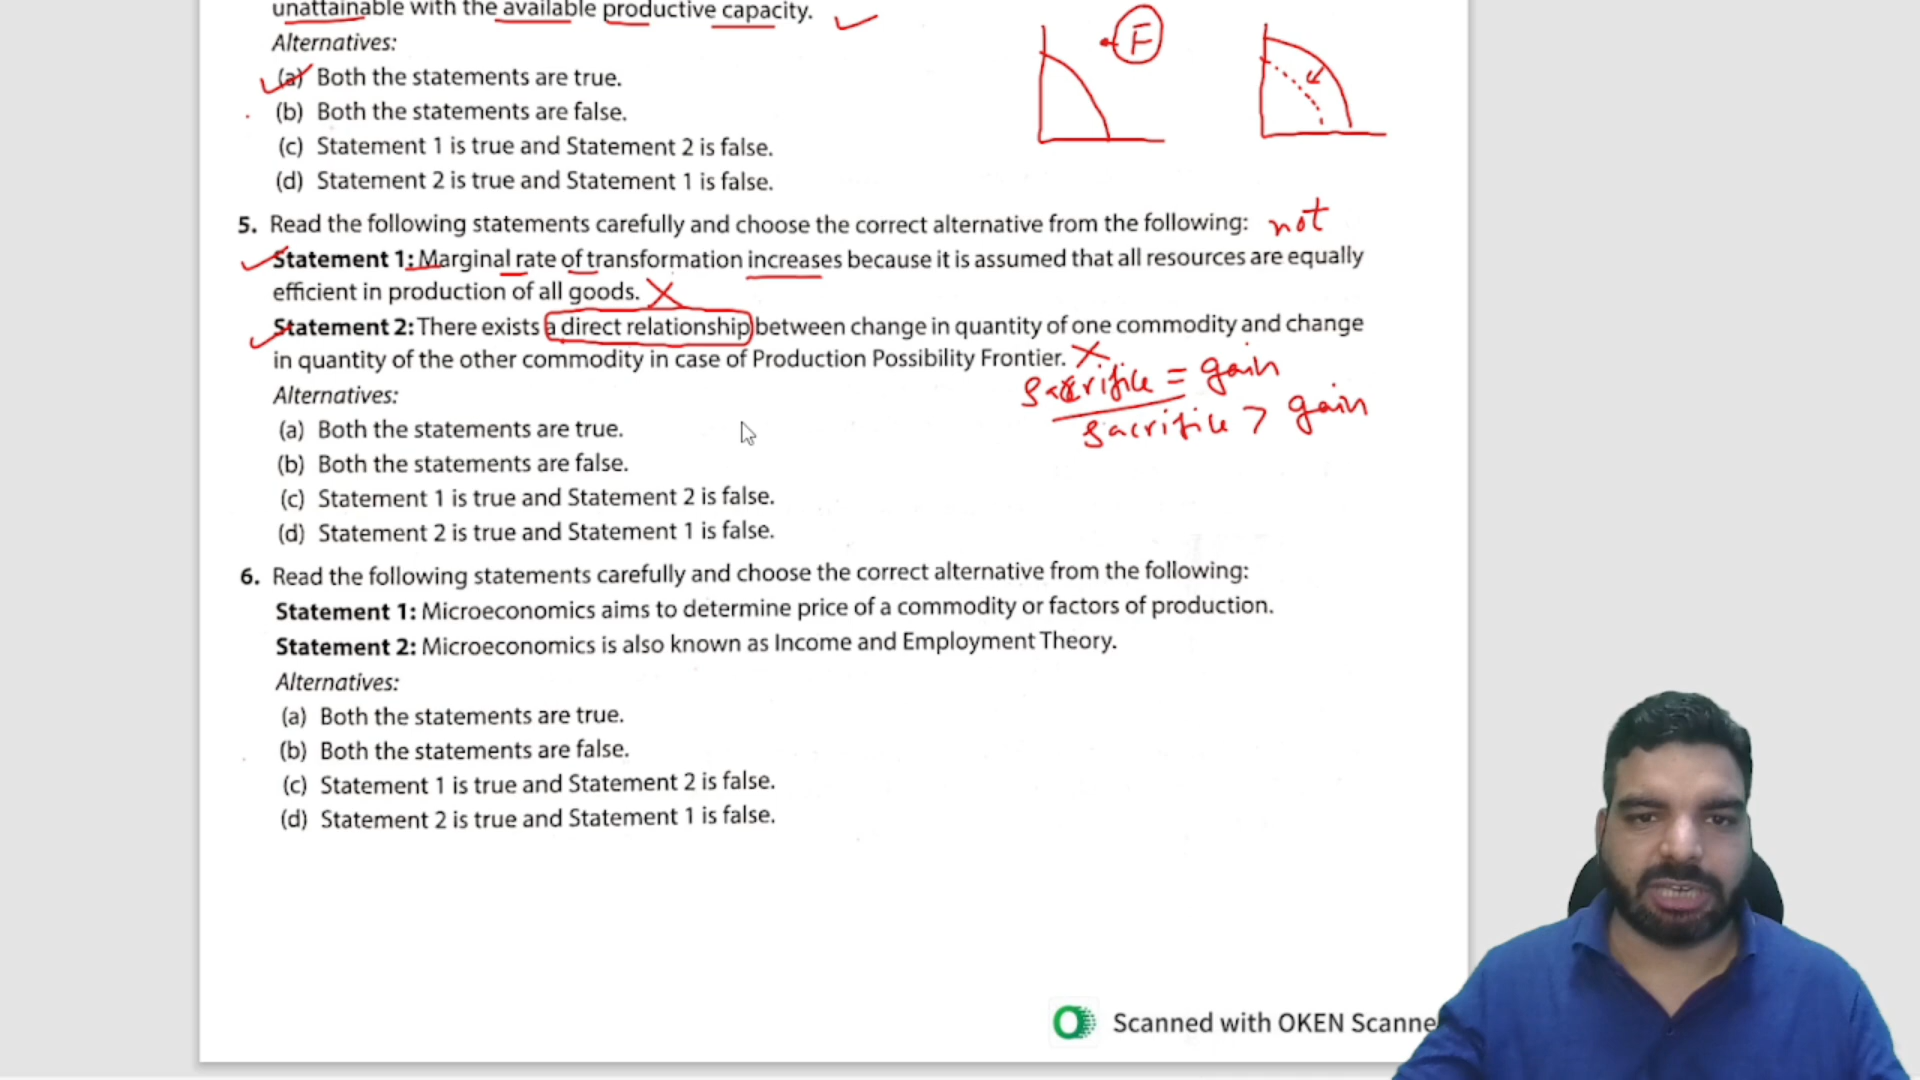 unattainable with the available productive capacity.
F
Alternatives:
(a) Both the statements are true.
(b) Both the statements are false.
(c) Statement 1 is true and Statement 2 is false.
(d) Statement 2 is true and Statement 1 is false.
5. Read the following statements carefully and choose the correct alternative from the following: not
Statement 1: Marginal rate of transformation increases because it is assumed that all resources are equally
efficient in production of all goods.
Statement 2: There exists a direct relationship between change in quantity of one commodity and change
in quantity of the other commodity in case of Production Possibility Frontier.
sacrifice = gain
sacrifice > gain
Alternatives:
(a) Both the statements are true.
(b) Both the statements are false.
(c) Statement 1 is true and Statement 2 is false.
(d) Statement 2 is true and Statement 1 is false.
6. Read the following statements carefully and choose the correct alternative from the following:
Statement 1: Microeconomics aims to determine price of a commodity or factors of production.
Statement 2: Microeconomics is also known as Income and Employment Theory.
Alternatives:
(a) Both the statements are true.
(b) Both the statements are false.
(c) Statement 1 is true and Statement 2 is false.
(d) Statement 2 is true and Statement 1 is false.
Scanned with OKEN Scanne